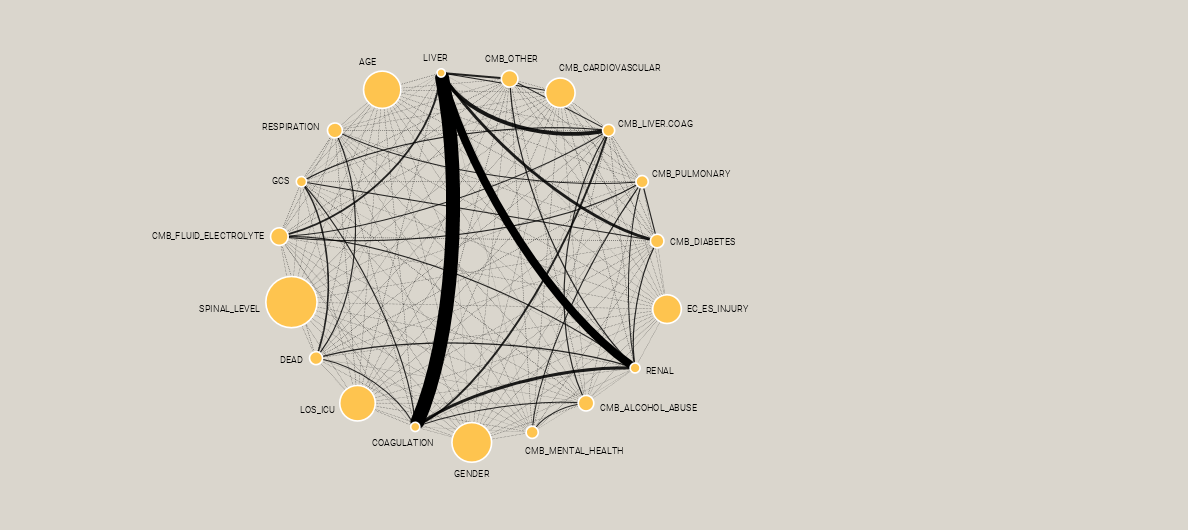 LIVER
CMB_OTHER
AGE
CMB_CARDIOVASCULAR
RESPIRATION
CMB_LIVER.COAG
GCS
CMB_PULMONARY
CMB_FLUID_ELECTROLYTE
CMB_DIABETES
SPINAL_LEVEL
EC_ES_INJURY
DEAD
RENAL
LOS_ICU
CMB_ALCOHOL_ABUSE
COAGULATION
CMB_MENTAL_HEALTH
GENDER